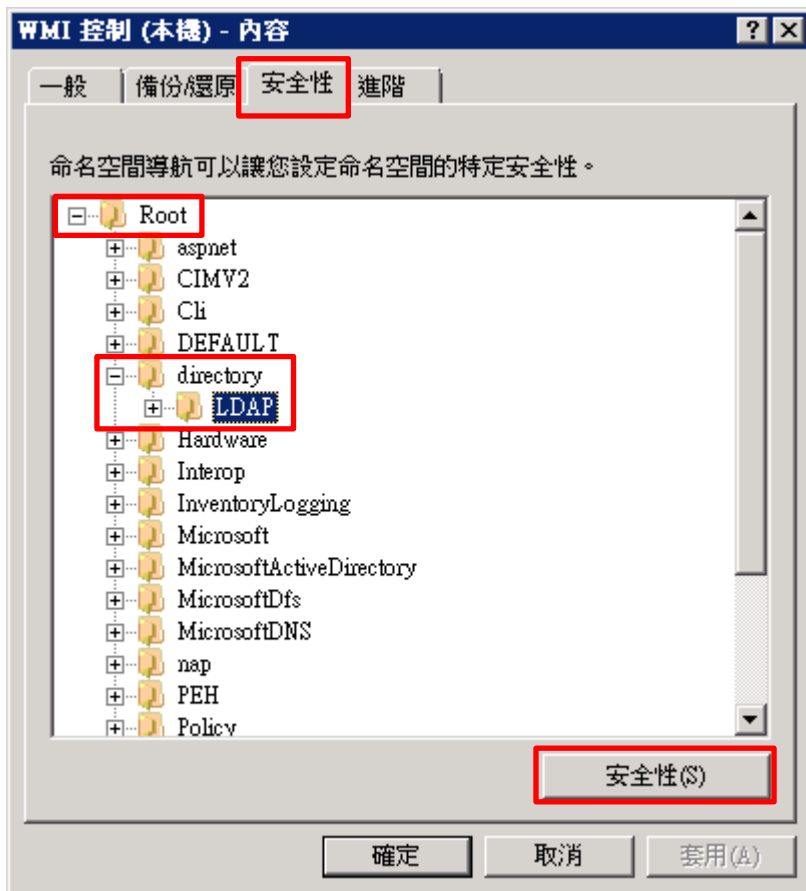 WMI 控制 (本機) - 內容
一般 備份/還原 安全性 進階
命名空間導航可以讓您設定命名空間的特定安全性。
Root
aspnet
CIMV2
Cli
DEFAULT
directory
LDAP
Hardware
Interop
InventoryLogging
Microsoft
MicrosoftActiveDirectory
MicrosoftDfs
MicrosoftDNS
nap
PEH
Policy
安全性(S)
確定 取消 套用(A)